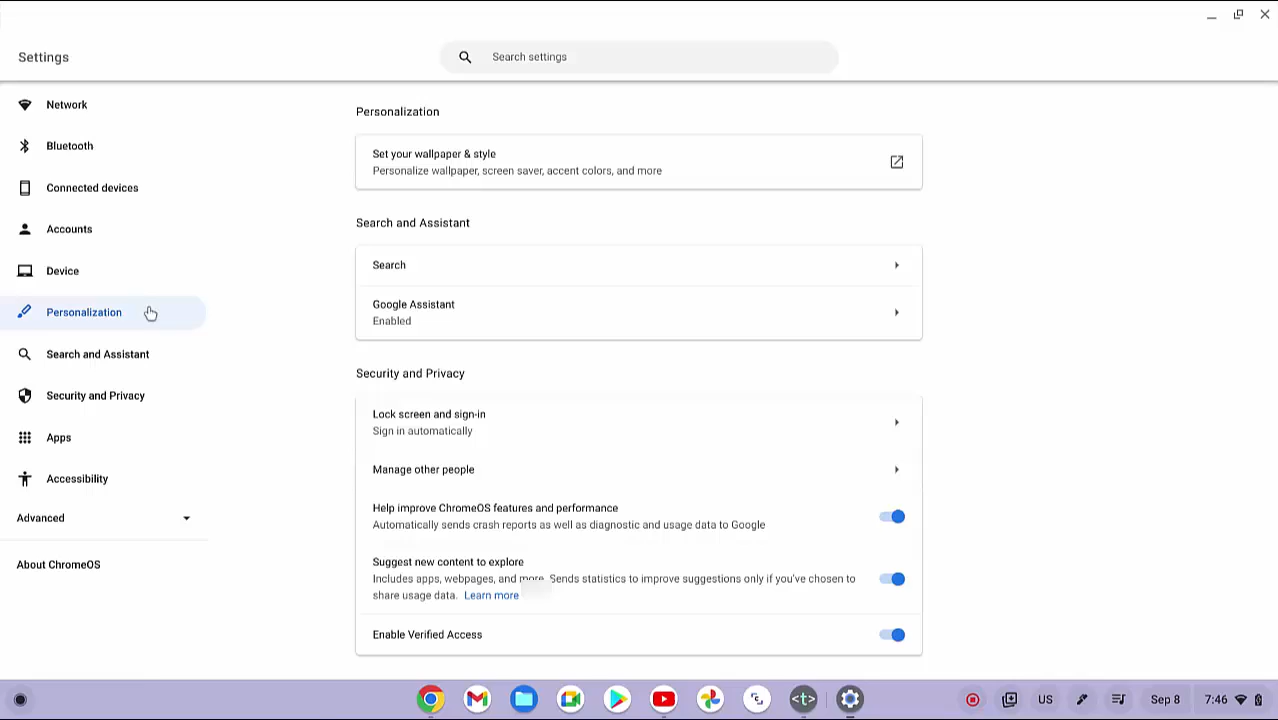 Settings
Search settings
Network
Bluetooth
Connected devices
Accounts
Device
Personalization
Search and Assistant
Security and Privacy
Apps
Accessibility
Advanced
About ChromeOS
Personalization
Set your wallpaper & style
Personalize wallpaper, screen saver, accent colors, and more
Search and Assistant
Search
Google Assistant
Enabled
Security and Privacy
Lock screen and sign-in
Sign in automatically
Manage other people
Help improve ChromeOS features and performance
Automatically sends crash reports as well as diagnostic and usage data to Google
Suggest new content to explore
Includes apps, webpages, and more. Sends statistics to improve suggestions only if you've chosen to
share usage data. Learn more
Enable Verified Access
<t>
US
Sep 8
7:46